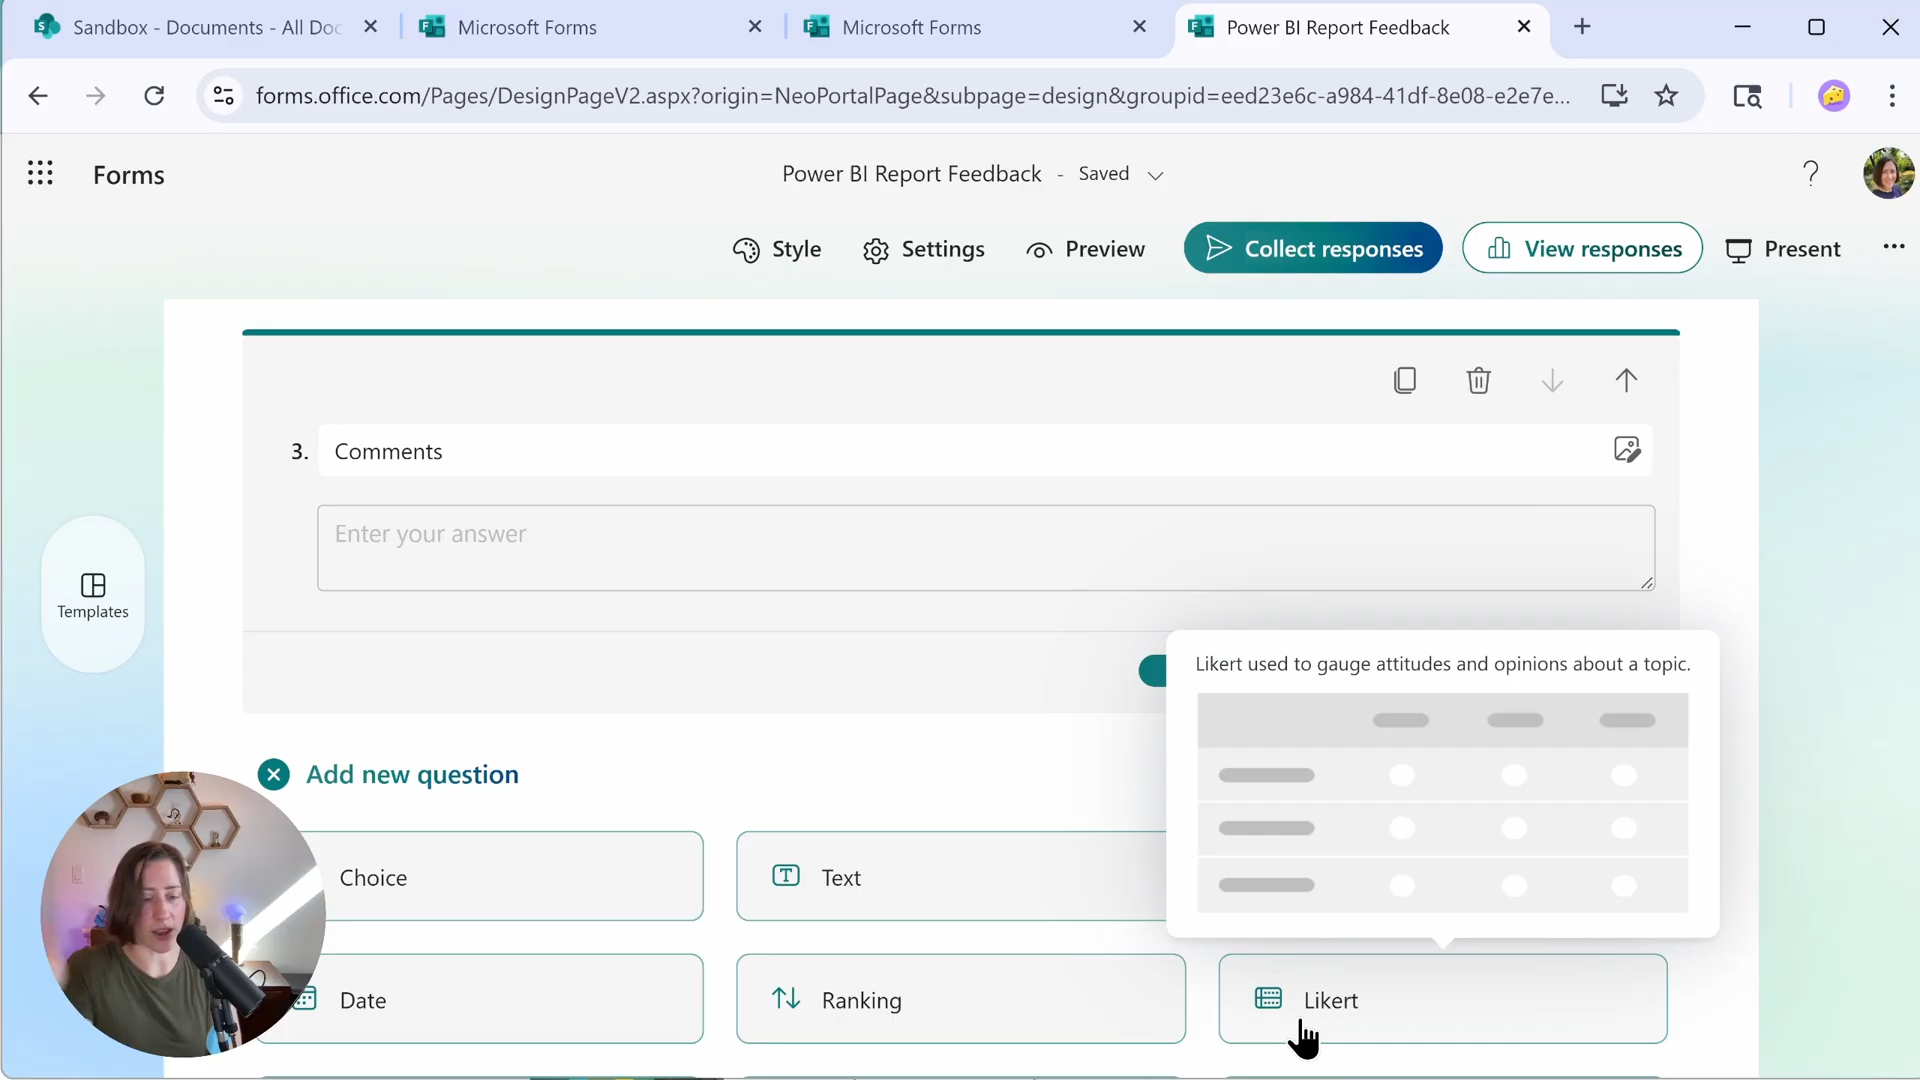 Sandbox - Documents - All Doc
Microsoft Forms
Microsoft Forms
Power BI Report Feedback
forms.office.com/Pages/DesignPageV2.aspx?origin=NeoPortalPage&subpage=design&groupid=eed23e6c-a984-41df-8e08-e2e7e...
Forms
Power BI Report Feedback - Saved
Style
Settings
Preview
Collect responses
View responses
Present
3. Comments
Enter your answer
Templates
Likert used to gauge attitudes and opinions about a topic.
Add new question
Choice
Text
Date
Ranking
Likert